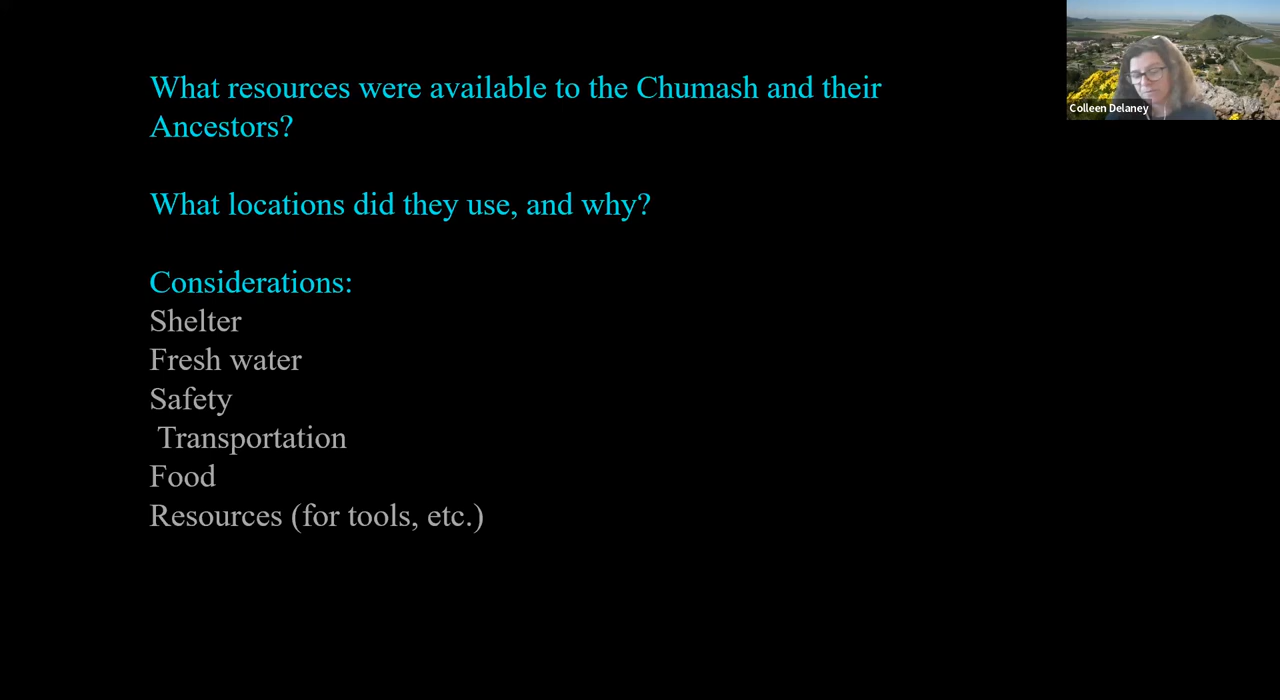 What resources were available to the Chumash and their
Ancestors?
What locations did they use, and why?
Considerations:
Shelter
Fresh water
Safety
Transportation
Food
Resources (for tools, etc.)
Colleen Delaney